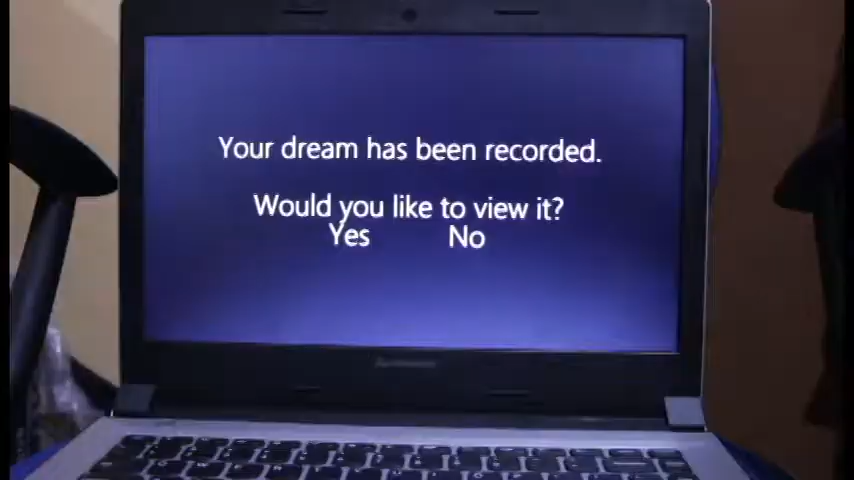 Your dream has been recorded.
Would you like to view it?
Yes No